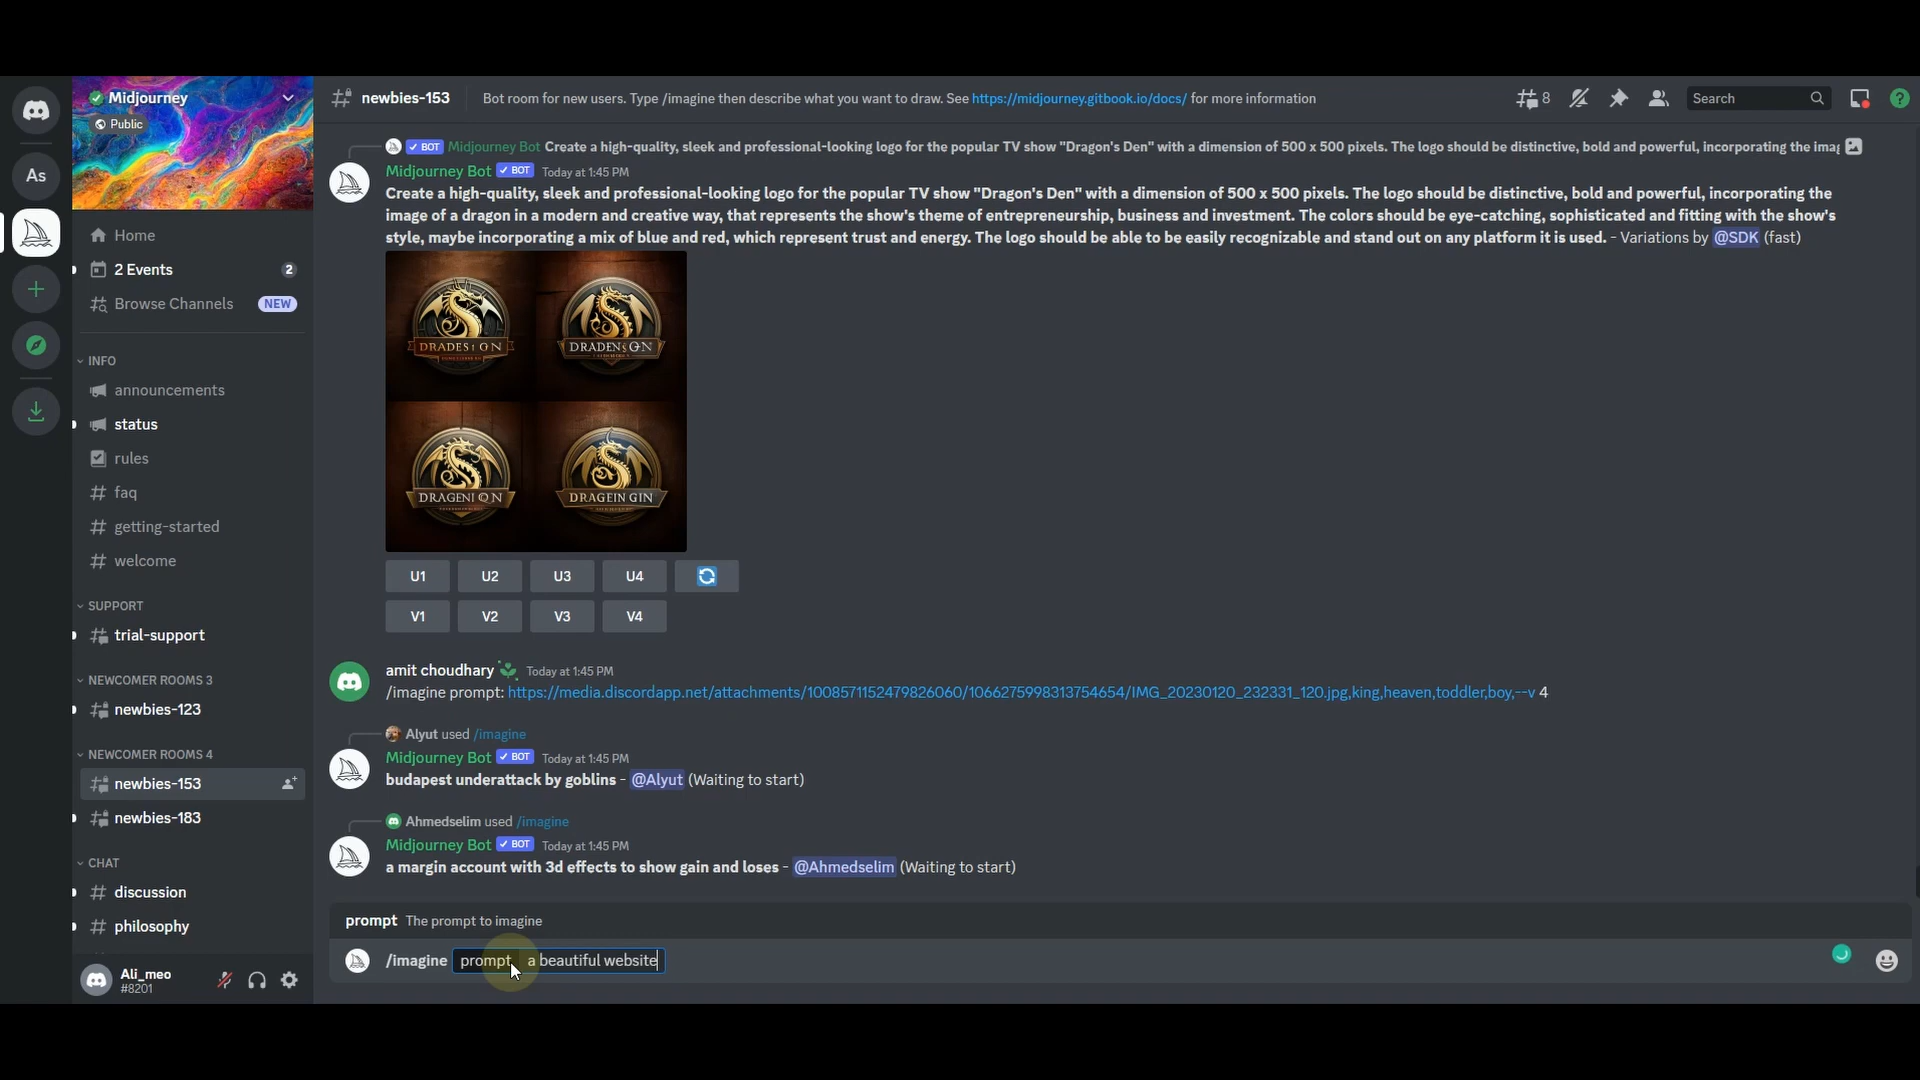 Midjourney
Public
As
Home
2 Events 2
Browse Channels NEW
INFO
announcements
status
rules
faq
getting-started
welcome
SUPPORT
trial-support
NEWCOMER ROOMS 3
newbies-123
NEWCOMER ROOMS 4
newbies-153
newbies-183
CHAT
discussion
philosophy
Ali_meo
#8201
newbies-153 Bot room for new users. Type /imagine then describe what you want to draw. See https://midjourney.gitbook.io/docs/ for more information 8 Search
BOT Midjourney Bot Create a high-quality, sleek and professional-looking logo for the popular TV show "Dragon's Den" with a dimension of 500 x 500 pixels. The logo should be distinctive, bold and powerful, incorporating the imag
Midjourney Bot BOT Today at 1:45 PM
Create a high-quality, sleek and professional-looking logo for the popular TV show "Dragon's Den" with a dimension of 500 x 500 pixels. The logo should be distinctive, bold and powerful, incorporating the
image of a dragon in a modern and creative way, that represents the show's theme of entrepreneurship, business and investment. The colors should be eye-catching, sophisticated and fitting with the show's
style, maybe incorporating a mix of blue and red, which represent trust and energy. The logo should be able to be easily recognizable and stand out on any platform it is used. - Variations by @SDK (fast)
DRAGENI QN
DRAGEIN GIN
U1 U2 U3 U4
V1 V2 V3 V4
amit choudhary Today at 1:45 PM
/imagine prompt: https://media.discordapp.net/attachments/1008571152479826060/1066275998313754654/IMG_20230120_232331_120.jpg,king,heaven,toddler,boy,--v 4
Alyut used /imagine
Midjourney Bot BOT Today at 1:45 PM
budapest underattack by goblins - @Alyut (Waiting to start)
Ahmedselim used /imagine
Midjourney Bot BOT Today at 1:45 PM
a margin account with 3d effects to show gain and loses - @Ahmedselim (Waiting to start)
prompt The prompt to imagine
/imagine prompt a beautiful website